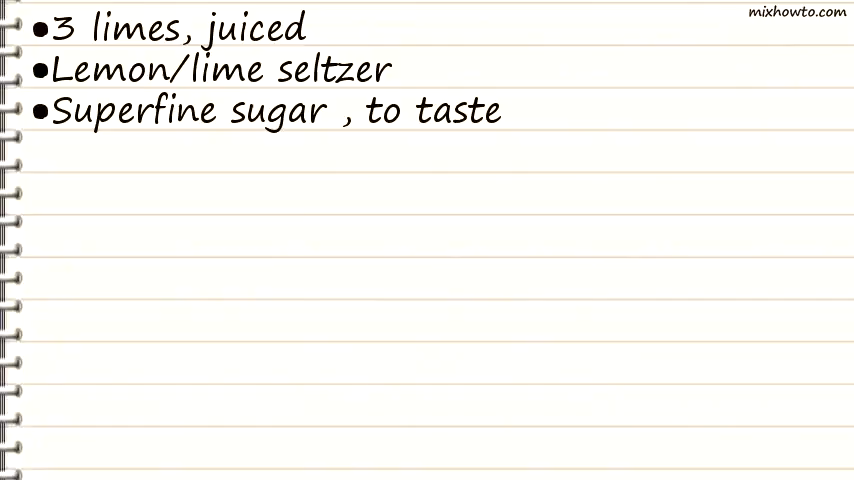 mixhowto.com
•3 limes, juiced
•Lemon/lime seltzer
•Superfine sugar , to taste